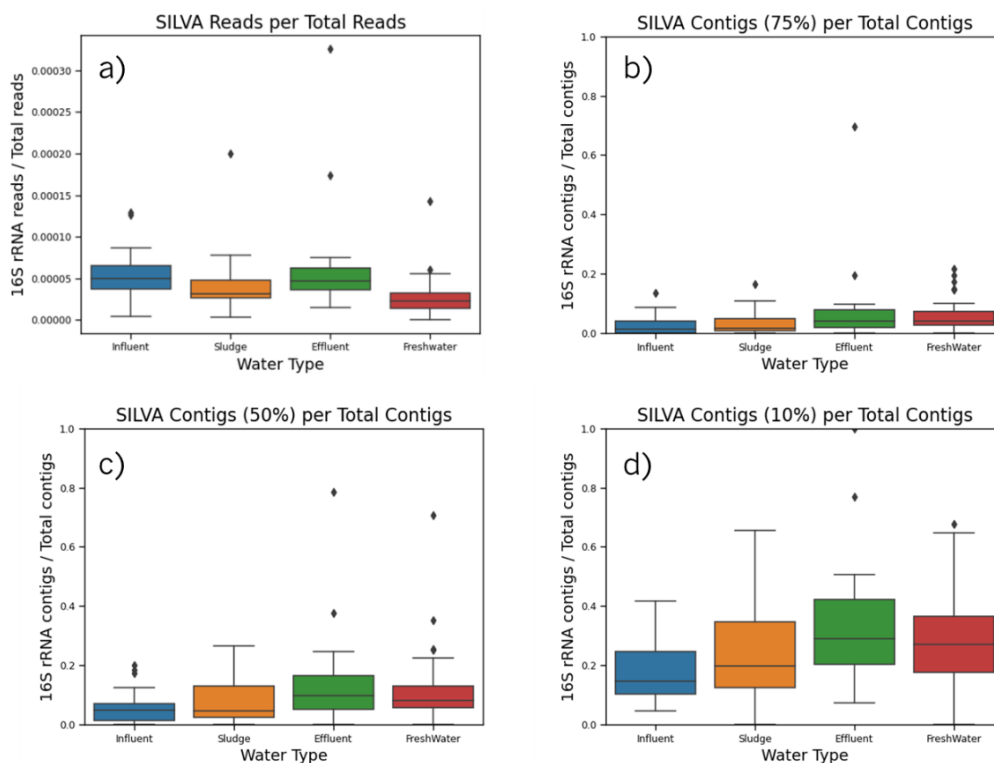 SILVA Reads per Total Reads
a)
16S rRNA reads / Total reads
0.00030
0.00025
0.00020
0.00015
0.00010
0.00005
0.00000
Influent Sludge Effluent Freshwater
Water Type
SILVA Contigs (75%) per Total Contigs
b)
16S rRNA contigs / Total contigs
1.0
0.8
0.6
0.4
0.2
0.0
Influent Sludge Effluent FreshWater
Water Type
SILVA Contigs (50%) per Total Contigs
c)
16S rRNA contigs / Total contigs
1.0
0.8
0.6
0.4
0.2
0.0
Influent Sludge Effluent FreshWater
Water Type
SILVA Contigs (10%) per Total Contigs
d)
16S rRNA contigs / Total contigs
1.0
0.8
0.6
0.4
0.2
0.0
Influent Sludge Effluent FreshWater
Water Type